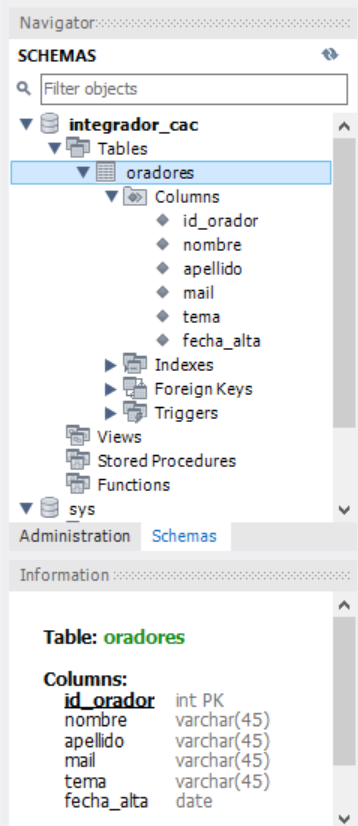 Navigator
SCHEMAS
Filter objects
integrador_cac
Tables
oradores
Columns
id_orador
nombre
apellido
mail
tema
fecha_alta
Indexes
Foreign Keys
Triggers
Views
Stored Procedures
Functions
sys
Administration Schemas
Information
Table: oradores
Columns:
id_orador int PK
nombre varchar(45)
apellido varchar(45)
mail varchar(45)
tema varchar(45)
fecha_alta date